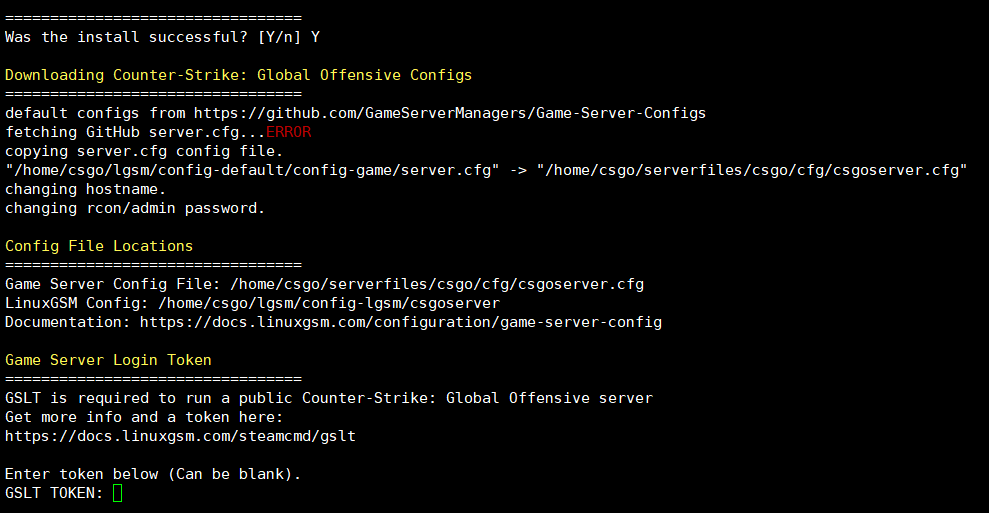 =================================
Was the install successful? [Y/n] Y
Downloading Counter-Strike: Global Offensive Configs
=================================
default configs from https://github.com/GameServerManagers/Game-Server-Configs
fetching GitHub server.cfg...ERROR
copying server.cfg config file.
"/home/csgo/lgsm/config-default/config-game/server.cfg" -> "/home/csgo/serverfiles/csgo/cfg/csgoserver.cfg"
changing hostname.
changing rcon/admin password.
Config File Locations
=================================
Game Server Config File: /home/csgo/serverfiles/csgo/cfg/csgoserver.cfg
LinuxGSM Config: /home/csgo/lgsm/config-lgsm/csgoserver
Documentation: https://docs.linuxgsm.com/configuration/game-server-config
Game Server Login Token
=================================
GSLT is required to run a public Counter-Strike: Global Offensive server
Get more info and a token here:
https://docs.linuxgsm.com/steamcmd/gslt
Enter token below (Can be blank).
GSLT TOKEN: